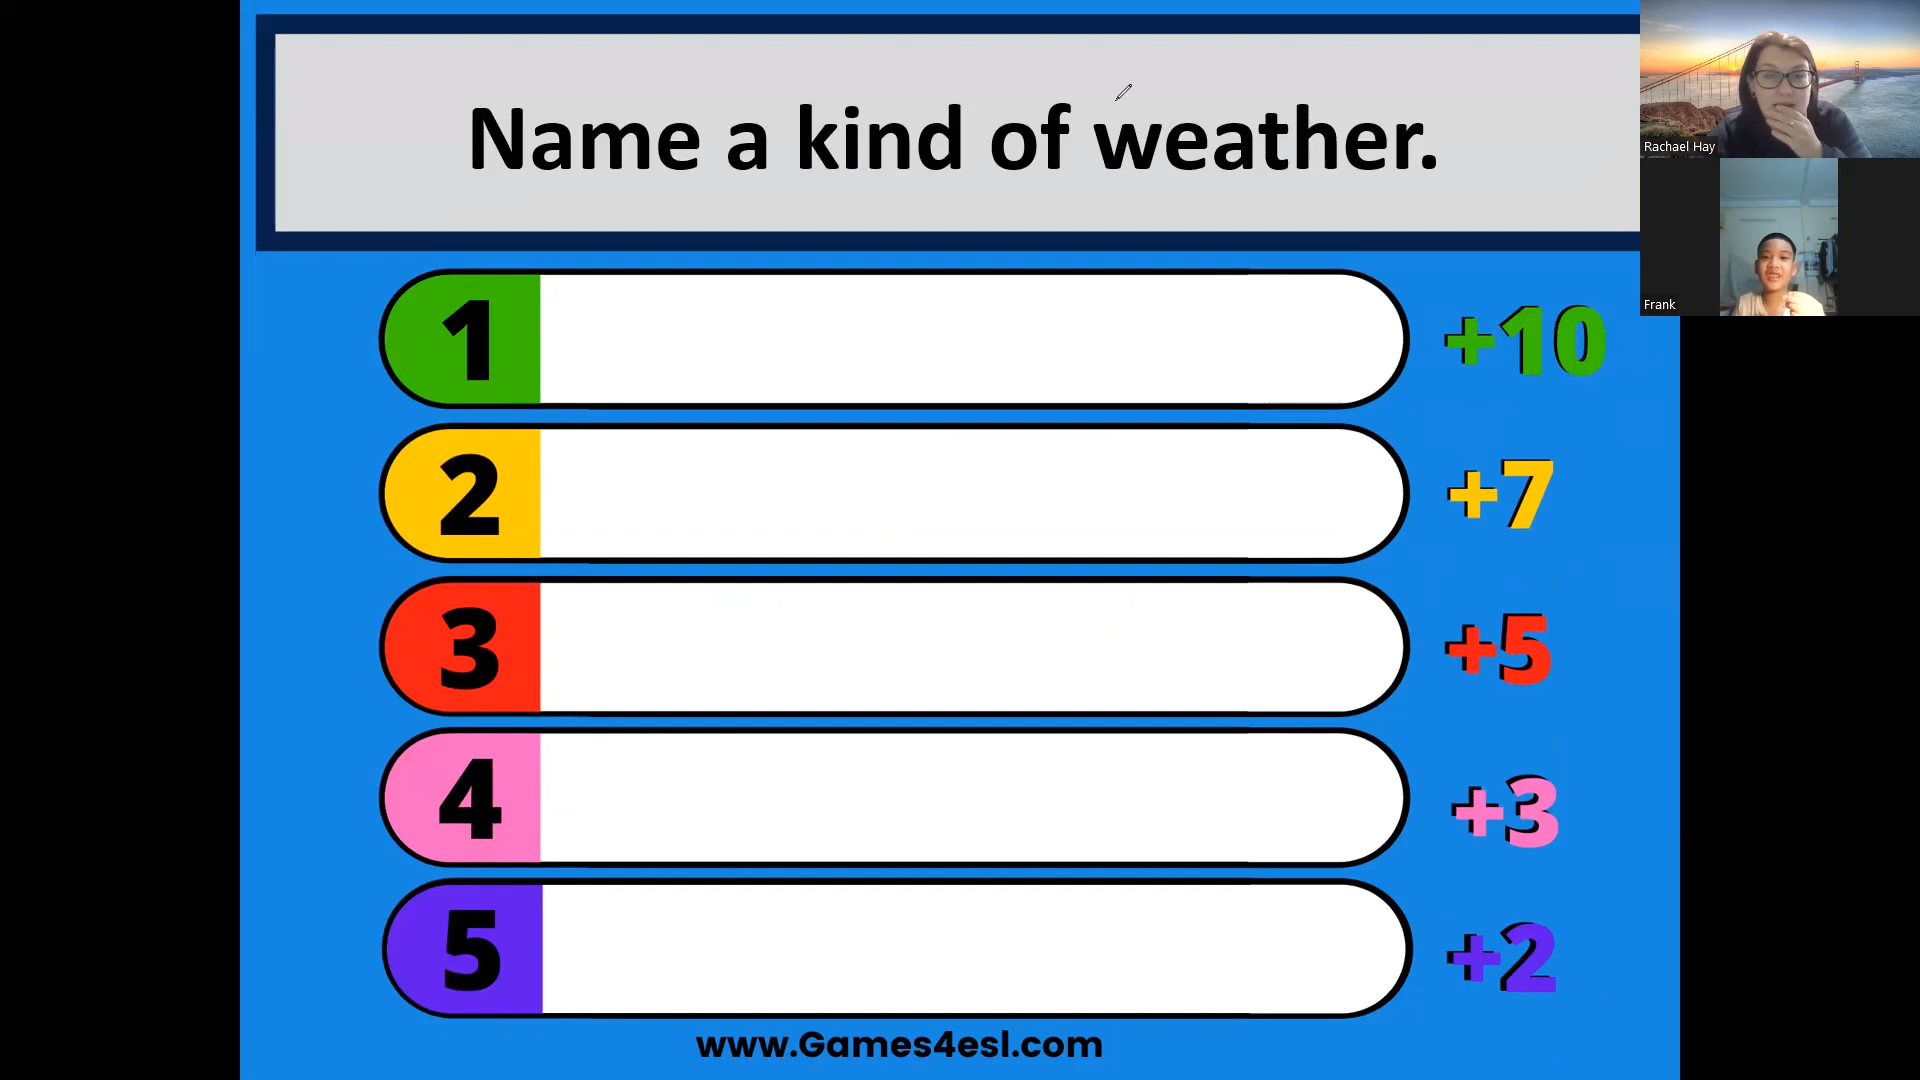 Name a kind of weather.
Rachael Hay
Frank
1
+10
2
+7
3
+5
4
+3
5
+2
www.Games4esl.com